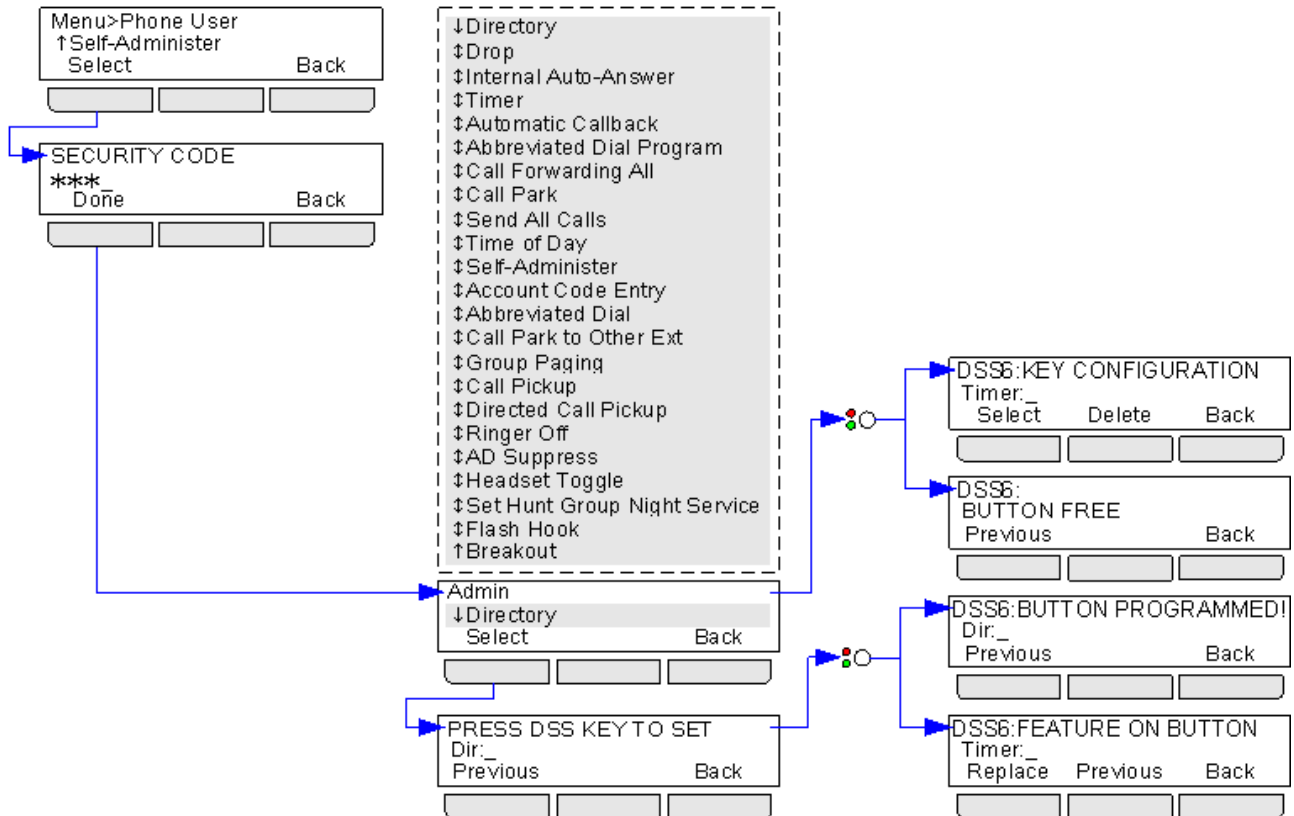 Menu>Phone User
↑Self-Administer
Select Back
SECURITY CODE
***_
Done Back
↓Directory
↕Drop
↕Internal Auto-Answer
↕Timer
↕Automatic Callback
↕Abbreviated Dial Program
↕Call Forwarding All
↕Call Park
↕Send All Calls
↕Time of Day
↕Self-Administer
↕Account Code Entry
↕Abbreviated Dial
↕Call Park to Other Ext
↕Group Paging
↕Call Pickup
↕Directed Call Pickup
↕Ringer Off
↕AD Suppress
↕Headset Toggle
↕Set Hunt Group Night Service
↕Flash Hook
↑Breakout
Admin
↓Directory
Select Back
PRESS DSS KEY TO SET
Dir:_
Previous Back
DSS6:KEY CONFIGURATION
Timer:_
Select Delete Back
DSS6:
BUTTON FREE
Previous Back
DSS6:BUTTON PROGRAMMED!
Dir:_
Previous Back
DSS6:FEATURE ON BUTTON
Timer:_
Replace Previous Back